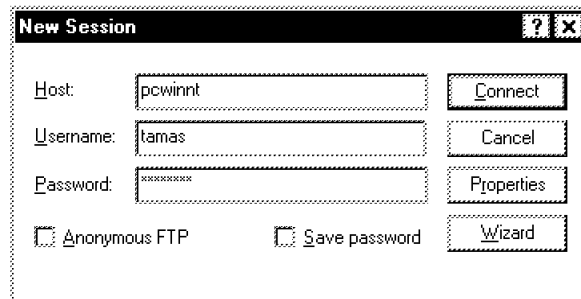 New Session ? X
Host: pcwinnt Connect
Username: tamas Cancel
Password: ******** Properties
Anonymous FTP Save password Wizard